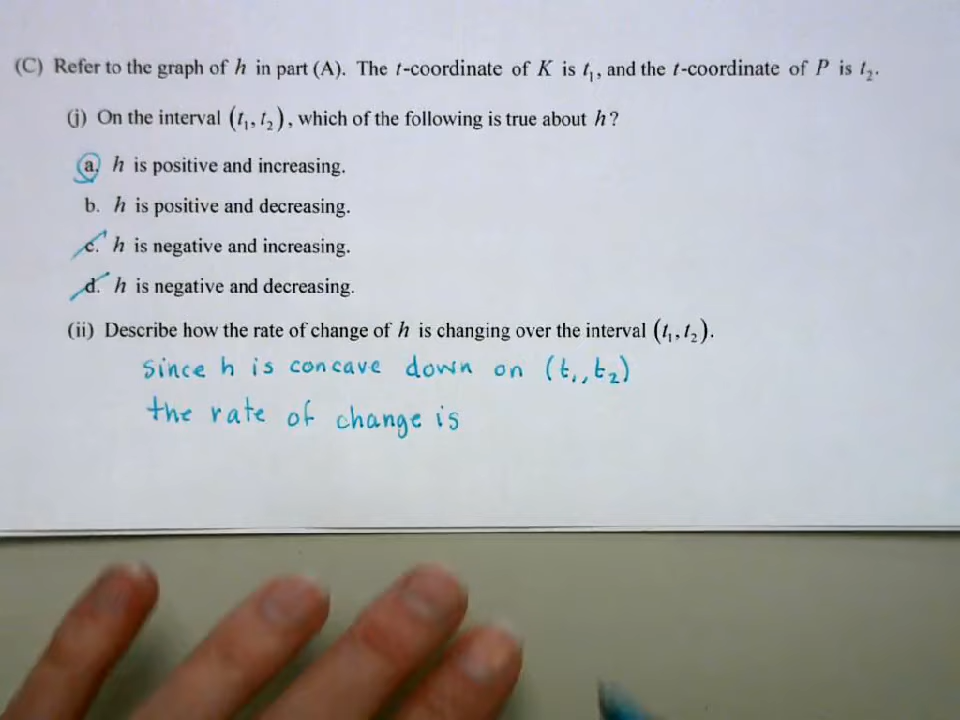 (C) Refer to the graph of h in part (A). The t-coordinate of K is t₁, and the t-coordinate of P is t₂.
(i) On the interval (t₁, t₂), which of the following is true about h?
a. h is positive and increasing.
b. h is positive and decreasing.
c. h is negative and increasing.
d. h is negative and decreasing.
(ii) Describe how the rate of change of h is changing over the interval (t₁, t₂).
Since h is concave down on (t₁, t₂)
the rate of change is